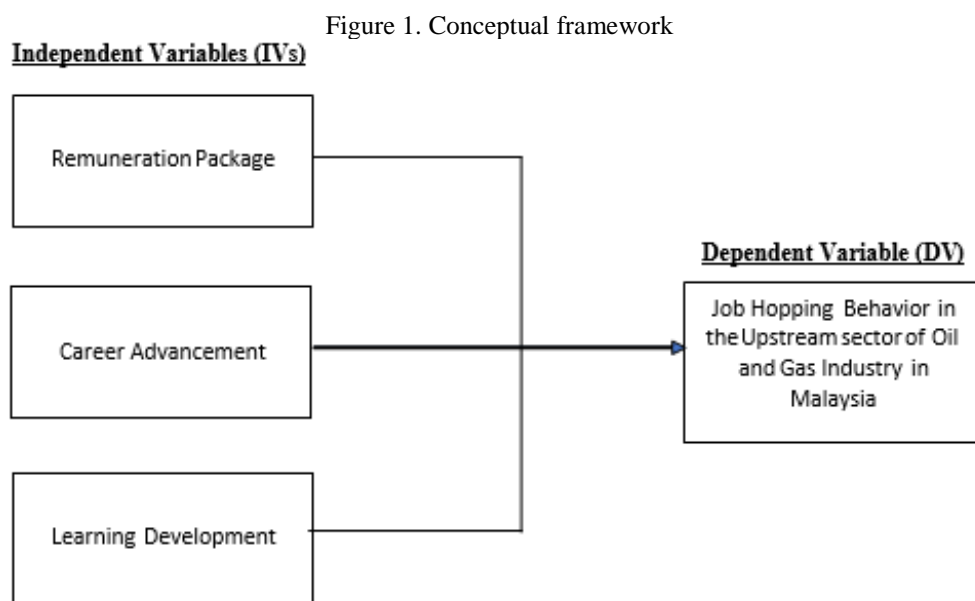 Figure 1. Conceptual framework
Independent Variables (IVs)
Remuneration Package
Career Advancement
Learning Development
Dependent Variable (DV)
Job Hopping Behavior in
the Upstream sector of Oil
and Gas Industry in
Malaysia